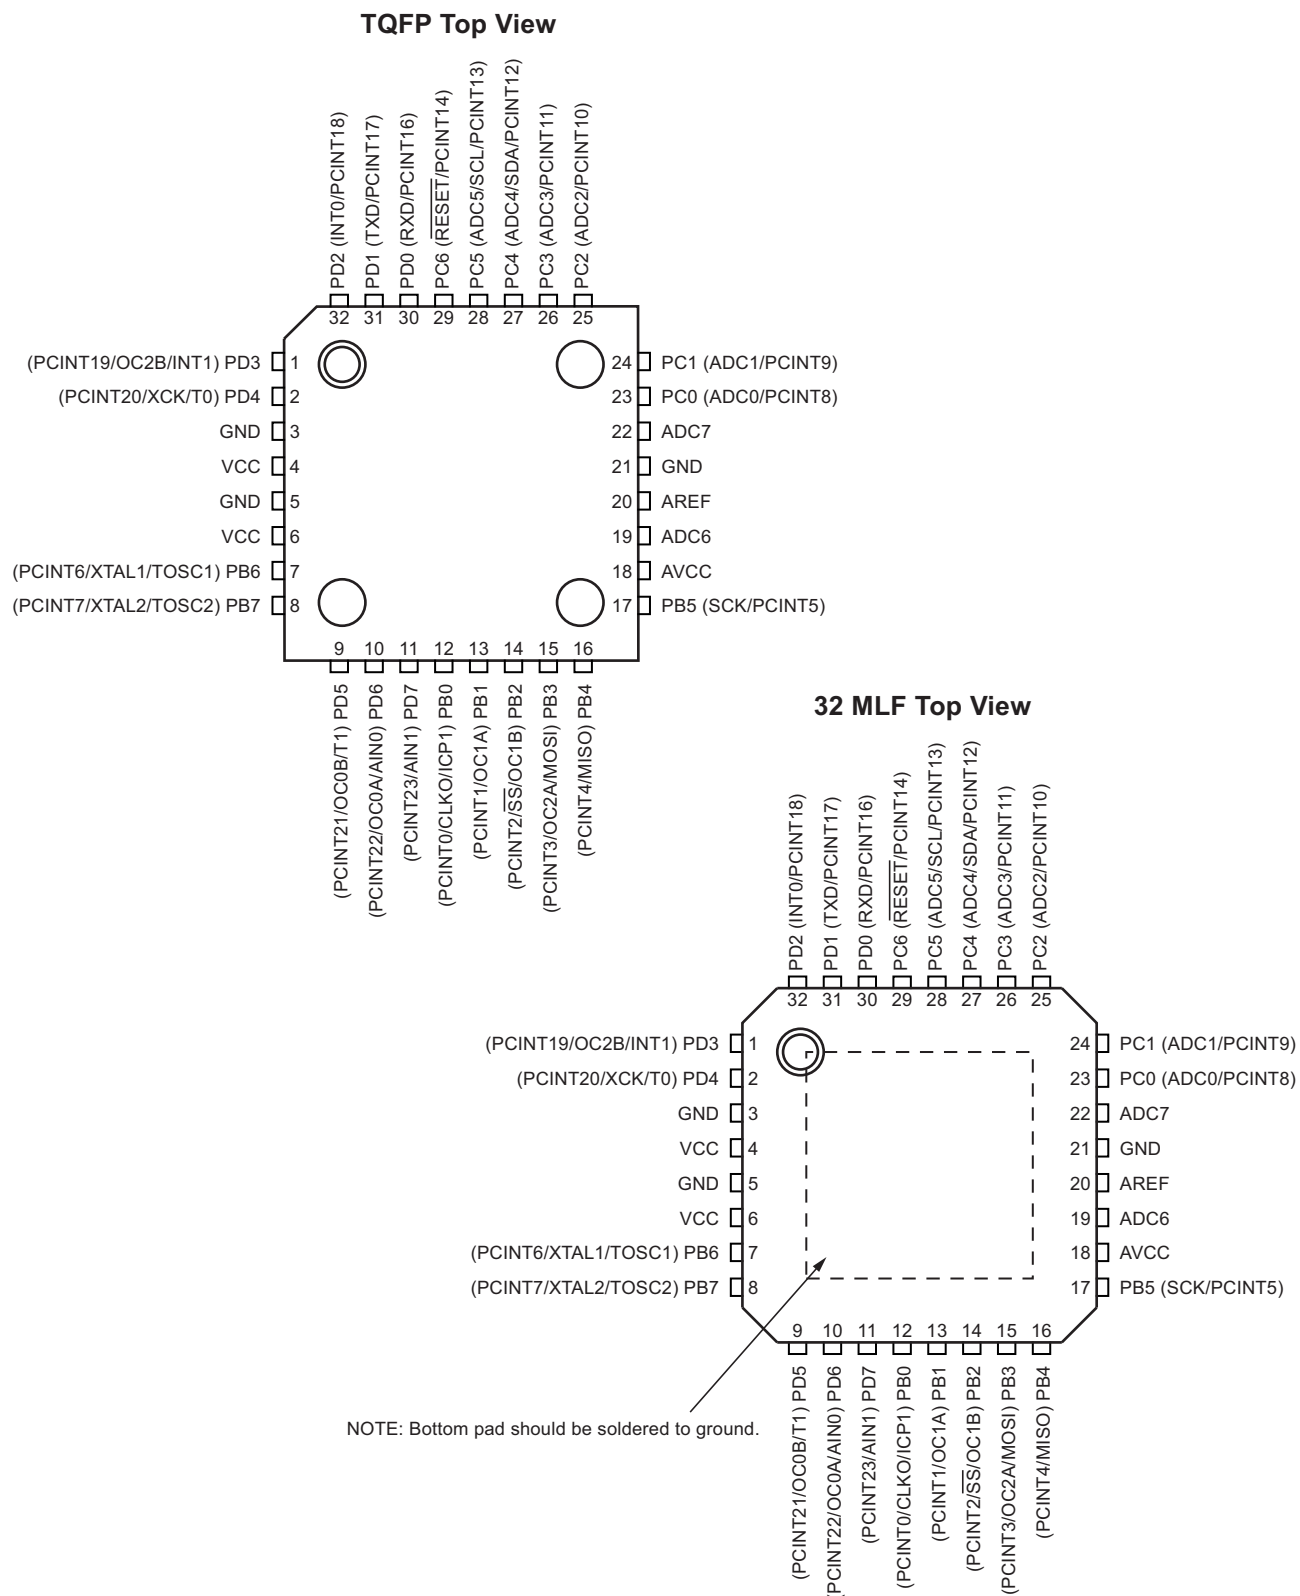 TQFP Top View
PD2 (INT0/PCINT18)
PD1 (TXD/PCINT17)
PD0 (RXD/PCINT16)
PC6 (RESET/PCINT14)
PC5 (ADC5/SCL/PCINT13)
PC4 (ADC4/SDA/PCINT12)
PC3 (ADC3/PCINT11)
PC2 (ADC2/PCINT10)
32 31 30 29 28 27 26 25
(PCINT19/OC2B/INT1) PD3 1
(PCINT20/XCK/T0) PD4 2
GND 3
VCC 4
GND 5
VCC 6
(PCINT6/XTAL1/TOSC1) PB6 7
(PCINT7/XTAL2/TOSC2) PB7 8
24 PC1 (ADC1/PCINT9)
23 PC0 (ADC0/PCINT8)
22 ADC7
21 GND
20 AREF
19 ADC6
18 AVCC
17 PB5 (SCK/PCINT5)
9 10 11 12 13 14 15 16
(PCINT21/OC0B/T1) PD5
(PCINT22/OC0A/AIN0) PD6
(PCINT23/AIN1) PD7
(PCINT0/CLKO/ICP1) PB0
(PCINT1/OC1A) PB1
(PCINT2/SS/OC1B) PB2
(PCINT3/OC2A/MOSI) PB3
(PCINT4/MISO) PB4
32 MLF Top View
PD2 (INT0/PCINT18)
PD1 (TXD/PCINT17)
PD0 (RXD/PCINT16)
PC6 (RESET/PCINT14)
PC5 (ADC5/SCL/PCINT13)
PC4 (ADC4/SDA/PCINT12)
PC3 (ADC3/PCINT11)
PC2 (ADC2/PCINT10)
32 31 30 29 28 27 26 25
(PCINT19/OC2B/INT1) PD3 1
(PCINT20/XCK/T0) PD4 2
GND 3
VCC 4
GND 5
VCC 6
(PCINT6/XTAL1/TOSC1) PB6 7
(PCINT7/XTAL2/TOSC2) PB7 8
24 PC1 (ADC1/PCINT9)
23 PC0 (ADC0/PCINT8)
22 ADC7
21 GND
20 AREF
19 ADC6
18 AVCC
17 PB5 (SCK/PCINT5)
9 10 11 12 13 14 15 16
(PCINT21/OC0B/T1) PD5
(PCINT22/OC0A/AIN0) PD6
(PCINT23/AIN1) PD7
(PCINT0/CLKO/ICP1) PB0
(PCINT1/OC1A) PB1
(PCINT2/SS/OC1B) PB2
(PCINT3/OC2A/MOSI) PB3
(PCINT4/MISO) PB4
NOTE: Bottom pad should be soldered to ground.